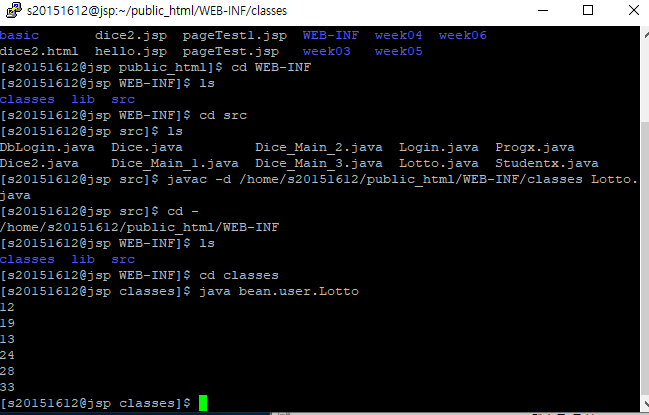 s20151612@jsp:~/public_html/WEB-INF/classes
basic dice2.jsp pageTest1.jsp WEB-INF week04 week06
dice2.html hello.jsp pageTest.jsp week03 week05
[s20151612@jsp public_html]$ cd WEB-INF
[s20151612@jsp WEB-INF]$ ls
classes lib src
[s20151612@jsp WEB-INF]$ cd src
[s20151612@jsp src]$ ls
DbLogin.java Dice.java Dice_Main_2.java Login.java Progx.java
Dice2.java Dice_Main_1.java Dice_Main_3.java Lotto.java Studentx.java
[s20151612@jsp src]$ javac -d /home/s20151612/public_html/WEB-INF/classes Lotto.
java
[s20151612@jsp src]$ cd -
/home/s20151612/public_html/WEB-INF
[s20151612@jsp WEB-INF]$ ls
classes lib src
[s20151612@jsp WEB-INF]$ cd classes
[s20151612@jsp classes]$ java bean.user.Lotto
12
19
13
24
28
33
[s20151612@jsp classes]$